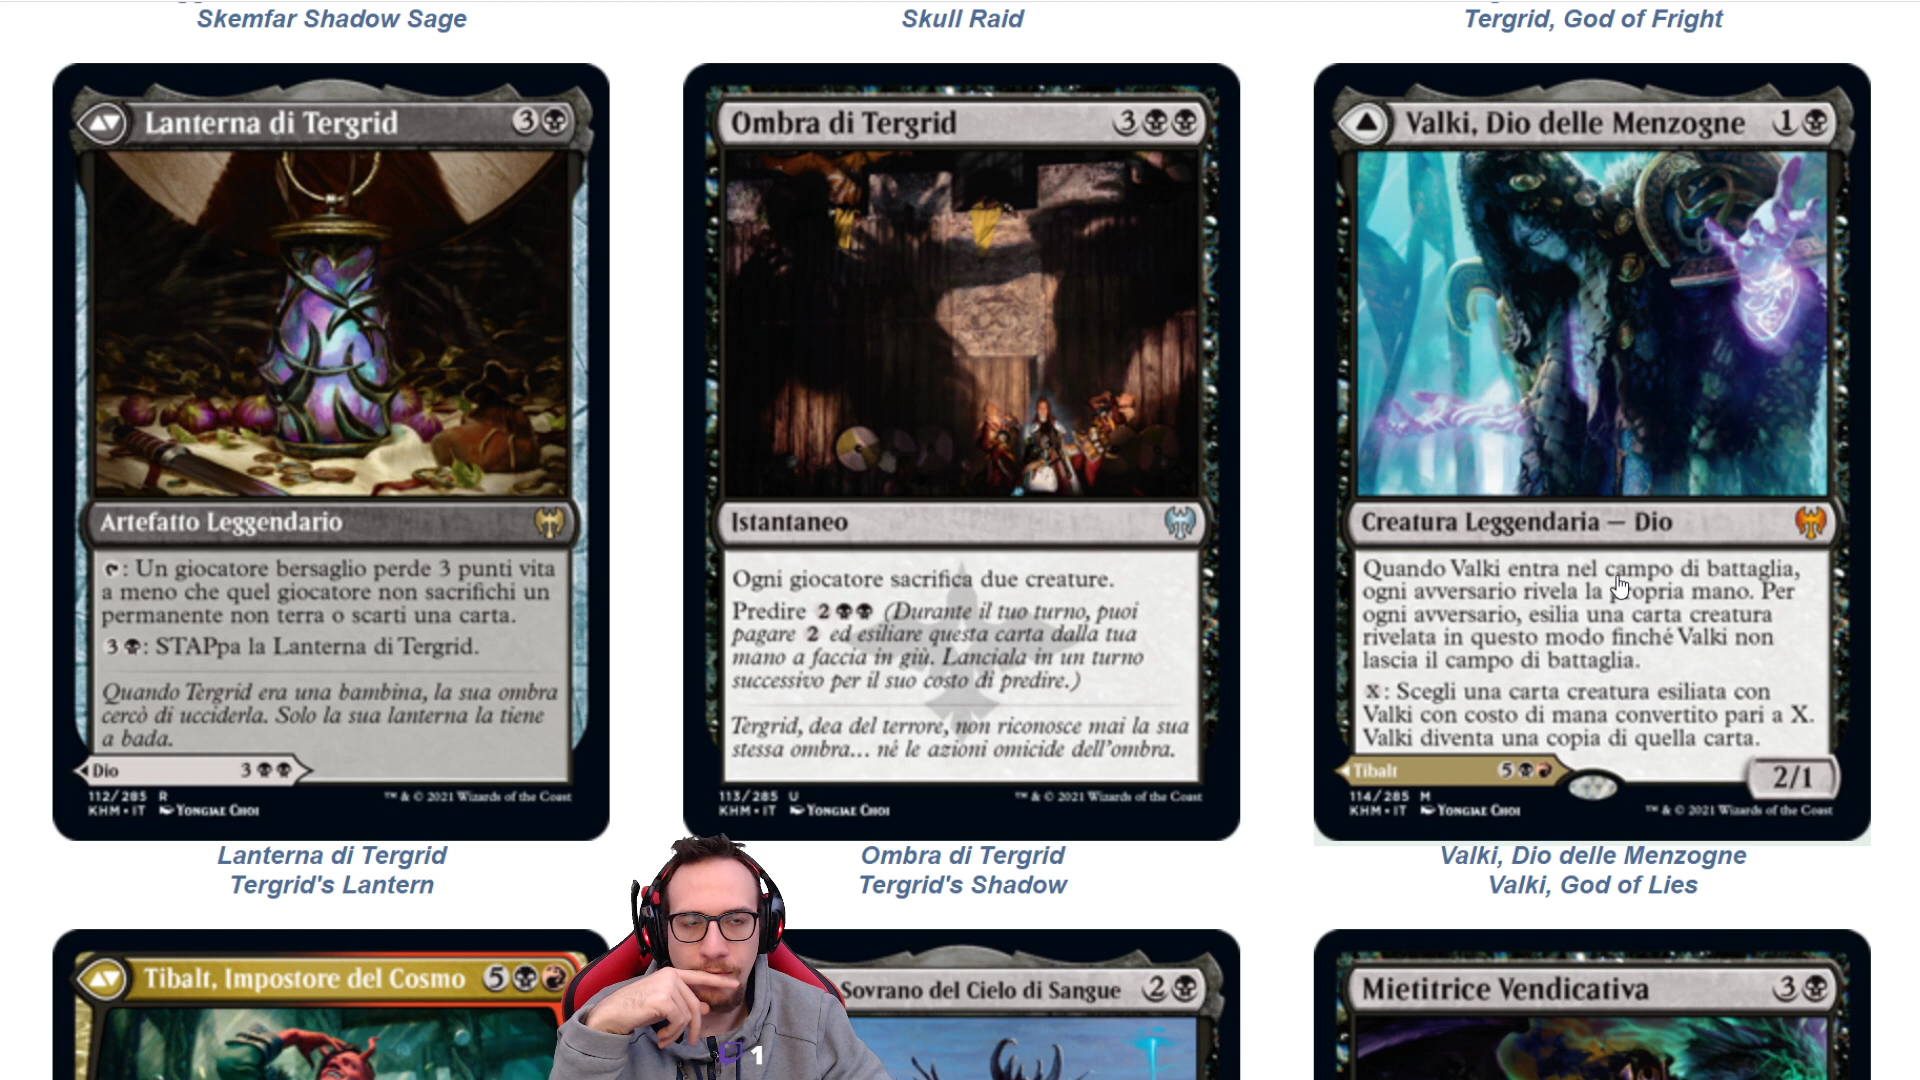 Skemfar Shadow Sage
Skull Raid
Tergrid, God of Fright
Lanterna di Tergrid 3
Artefatto Leggendario
: Un giocatore bersaglio perde 3 punti vita
a meno che quel giocatore non sacrifichi un
permanente non terra o scarti una carta.
3 : STAPpa la Lanterna di Tergrid.
Quando Tergrid era una bambina, la sua ombra
cercò di ucciderla. Solo la sua lanterna la tiene
a bada.
Dio 3
112/285 R
KHM • IT YONGJAE CHOI
™ & © 2021 Wizards of the Coast
Ombra di Tergrid 3
Istantaneo
Ogni giocatore sacrifica due creature.
Predire 2 (Durante il tuo turno, puoi
pagare 2 ed esiliare questa carta dalla tua
mano a faccia in giù. Lanciala in un turno
successivo per il suo costo di predire.)
Tergrid, dea del terrore, non riconosce mai la sua
stessa ombra... né le azioni omicide dell'ombra.
113/285 U
KHM • IT YONGJAE CHOI
™ & © 2021 Wizards of the Coast
Valki, Dio delle Menzogne 1
Creatura Leggendaria — Dio
Quando Valki entra nel campo di battaglia,
ogni avversario rivela la propria mano. Per
ogni avversario, esilia una carta creatura
rivelata in questo modo finché Valki non
lascia il campo di battaglia.
X: Scegli una carta creatura esiliata con
Valki con costo di mana convertito pari a X.
Valki diventa una copia di quella carta.
Tibalt 5
2/1
114/285 M
KHM • IT YONGJAE CHOI
™ & © 2021 Wizards of the Coast
Lanterna di Tergrid
Tergrid's Lantern
Ombra di Tergrid
Tergrid's Shadow
Valki, Dio delle Menzogne
Valki, God of Lies
Tibalt, Impostore del Cosmo 5
Sovrano del Cielo di Sangue 2
Mietitrice Vendicativa 3
1